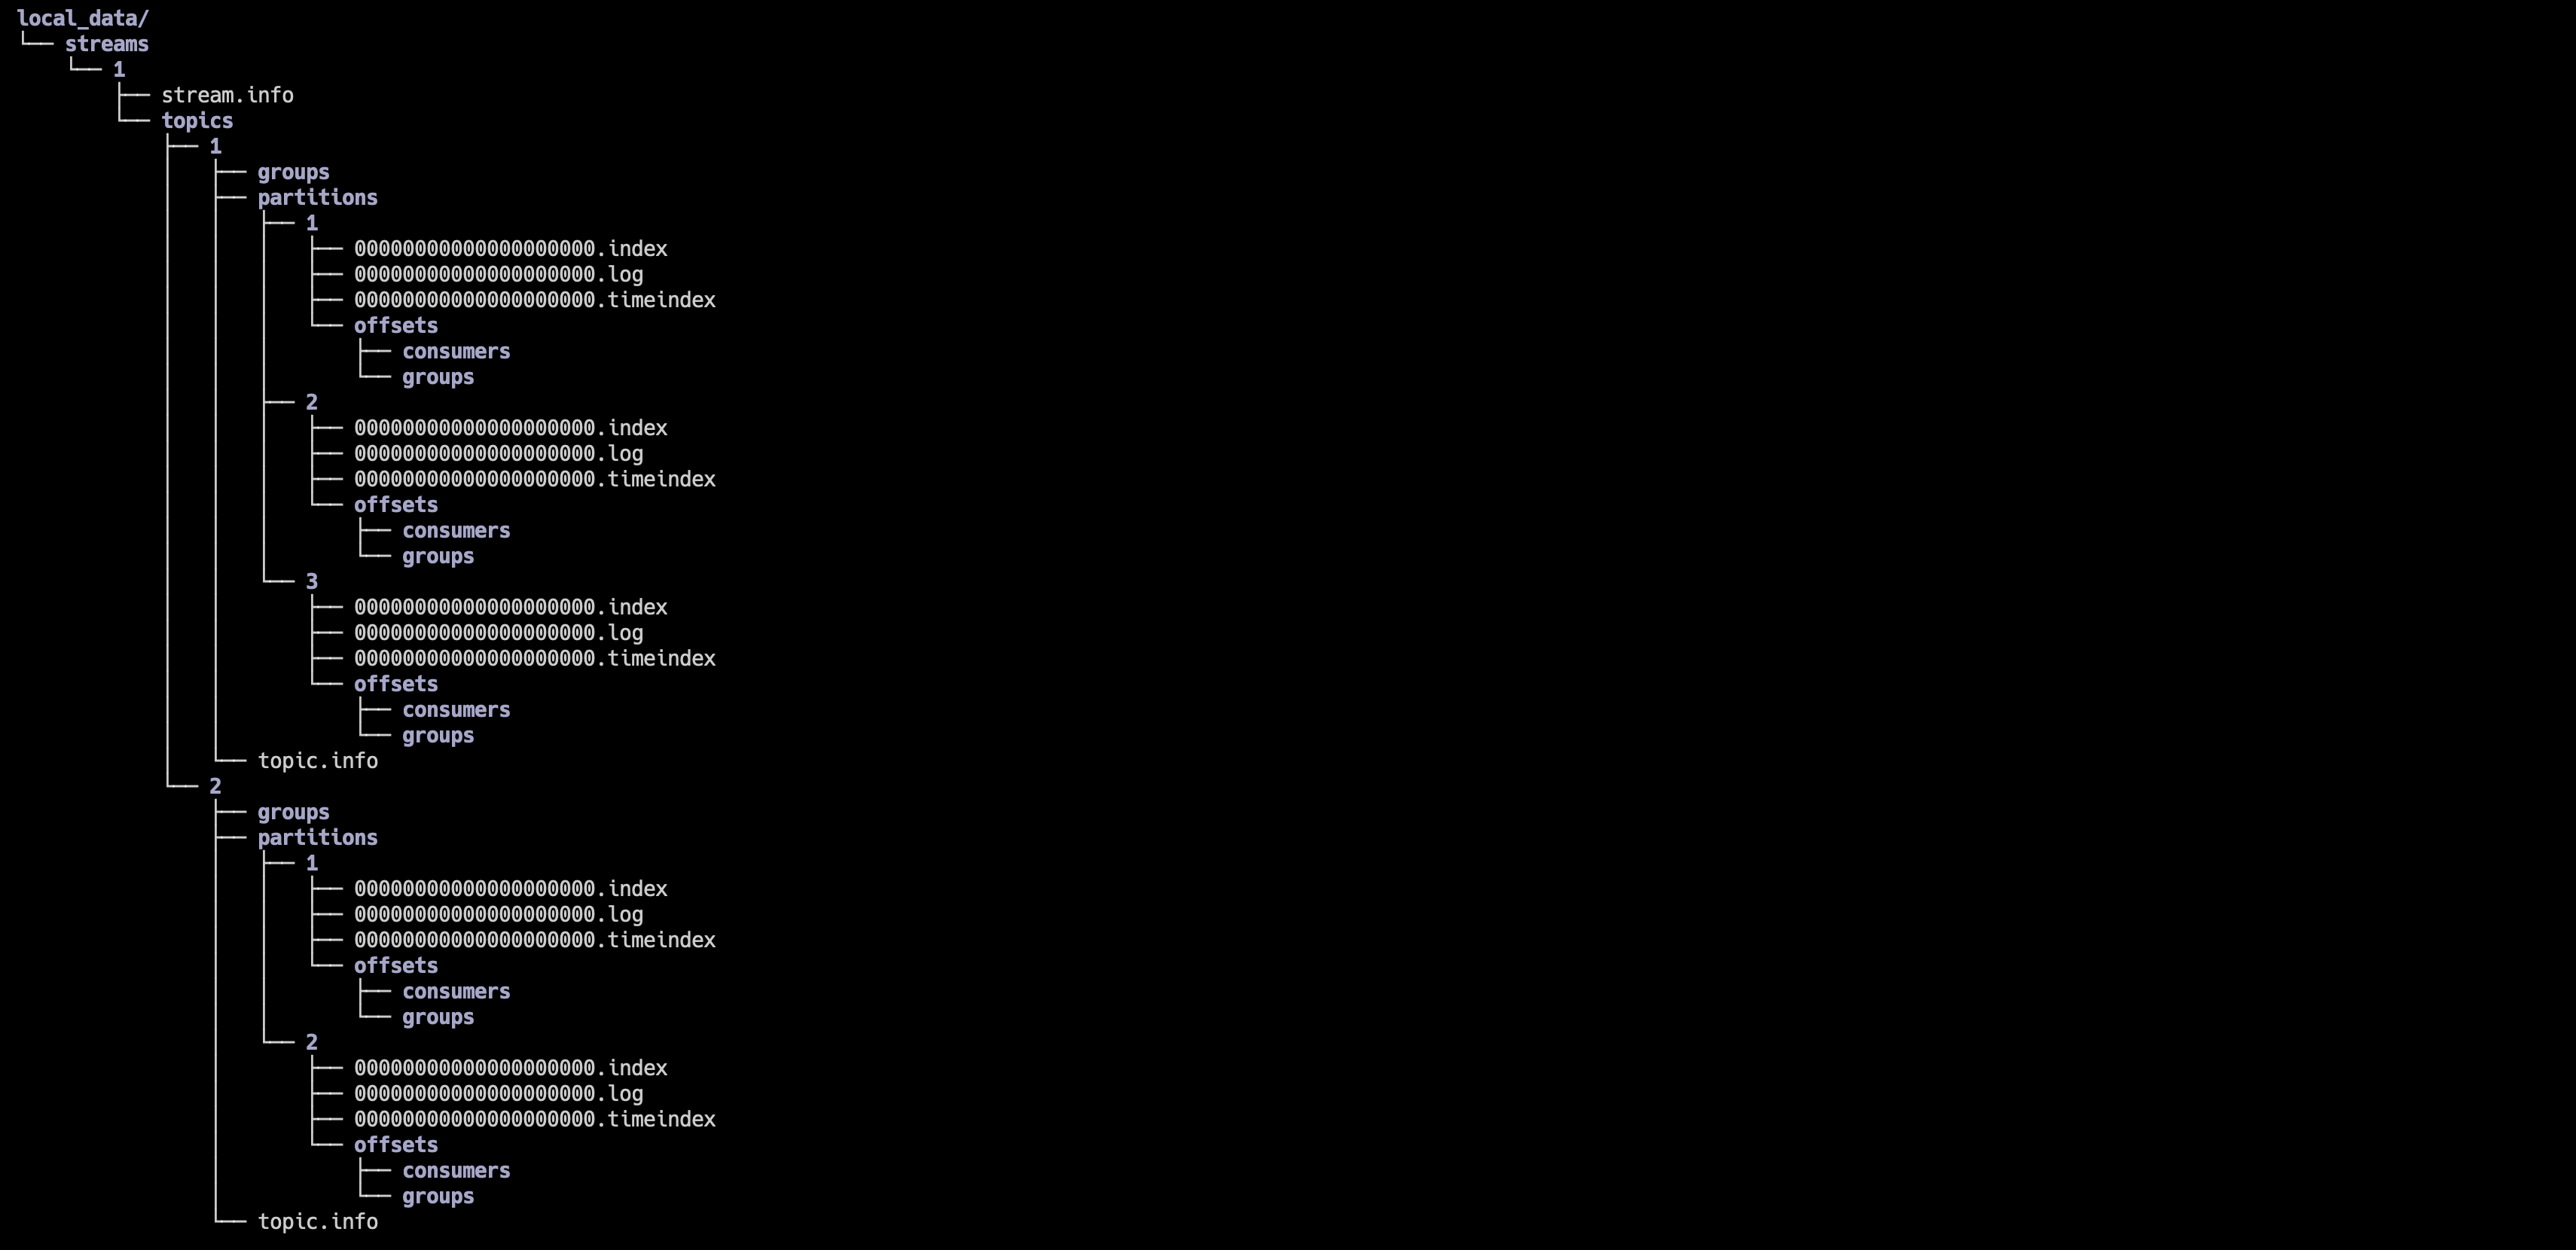 local_data/
└── streams
    └── 1
        ├── stream.info
        └── topics
            ├── 1
            │   ├── groups
            │   ├── partitions
            │   │   ├── 1
            │   │   │   ├── 00000000000000000000.index
            │   │   │   ├── 00000000000000000000.log
            │   │   │   ├── 00000000000000000000.timeindex
            │   │   │   └── offsets
            │   │   │       ├── consumers
            │   │   │       └── groups
            │   │   ├── 2
            │   │   │   ├── 00000000000000000000.index
            │   │   │   ├── 00000000000000000000.log
            │   │   │   ├── 00000000000000000000.timeindex
            │   │   │   └── offsets
            │   │   │       ├── consumers
            │   │   │       └── groups
            │   │   └── 3
            │   │       ├── 00000000000000000000.index
            │   │       ├── 00000000000000000000.log
            │   │       ├── 00000000000000000000.timeindex
            │   │       └── offsets
            │   │           ├── consumers
            │   │           └── groups
            │   └── topic.info
            └── 2
                ├── groups
                ├── partitions
                │   ├── 1
                │   │   ├── 00000000000000000000.index
                │   │   ├── 00000000000000000000.log
                │   │   ├── 00000000000000000000.timeindex
                │   │   └── offsets
                │   │       ├── consumers
                │   │       └── groups
                │   └── 2
                │       ├── 00000000000000000000.index
                │       ├── 00000000000000000000.log
                │       ├── 00000000000000000000.timeindex
                │       └── offsets
                │           ├── consumers
                │           └── groups
                └── topic.info